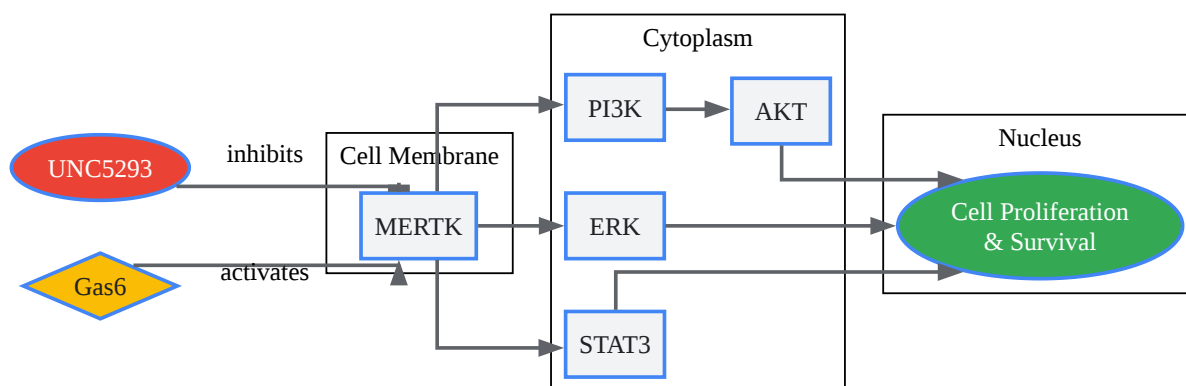 Cytoplasm
PI3K
AKT
Nucleus
UNC5293
inhibits
Cell Membrane
MERTK
ERK
Cell Proliferation
& Survival
Gas6
activates
STAT3